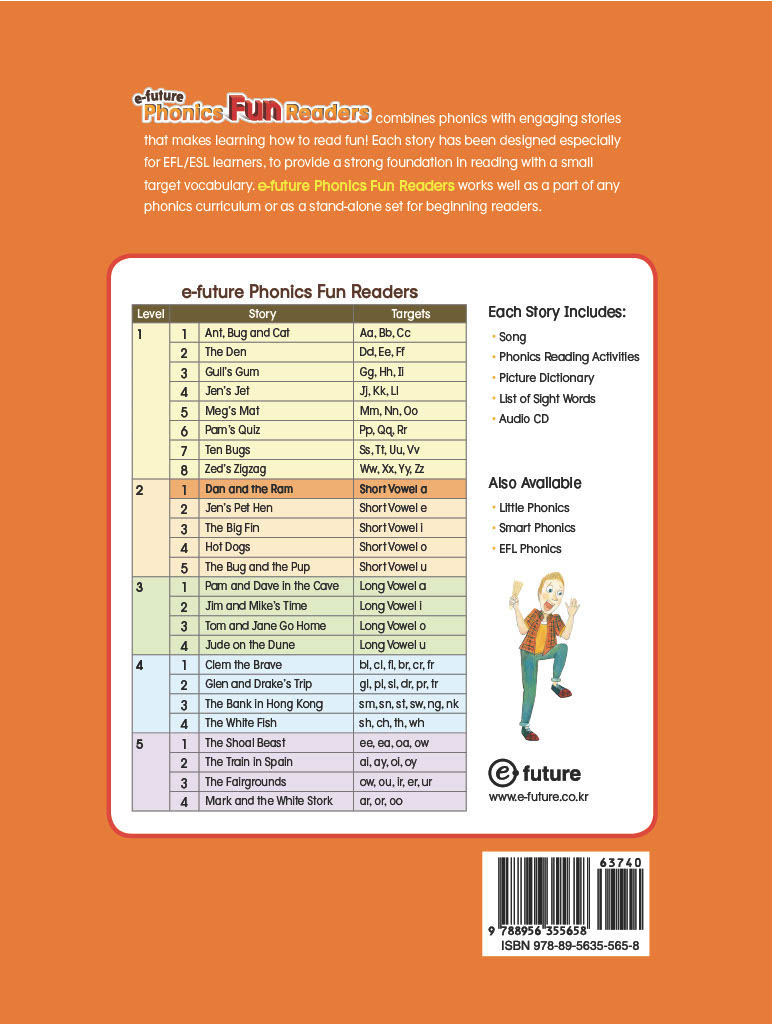 e-future
Phonics Fun Readers combines phonics with engaging stories
that makes learning how to read fun! Each story has been designed especially
for EFL/ESL learners, to provide a strong foundation in reading with a small
target vocabulary. e-future Phonics Fun Readers works well as a part of any
phonics curriculum or as a stand-alone set for beginning readers.
e-future Phonics Fun Readers
Level Story Targets
1 1 Ant, Bug and Cat Aa, Bb, Cc
2 The Den Dd, Ee, Ff
3 Gull's Gum Gg, Hh, Ii
4 Jen's Jet Jj, Kk, Ll
5 Meg's Mat Mm, Nn, Oo
6 Pam's Quiz Pp, Qq, Rr
7 Ten Bugs Ss, Tt, Uu, Vv
8 Zed's Zigzag Ww, Xx, Yy, Zz
2 1 Dan and the Ram Short Vowel a
2 Jen's Pet Hen Short Vowel e
3 The Big Fin Short Vowel i
4 Hot Dogs Short Vowel o
5 The Bug and the Pup Short Vowel u
3 1 Pam and Dave in the Cave Long Vowel a
2 Jim and Mike's Time Long Vowel i
3 Tom and Jane Go Home Long Vowel o
4 Jude on the Dune Long Vowel u
4 1 Clem the Brave bl, cl, fl, br, cr, fr
2 Glen and Drake's Trip gl, pl, sl, dr, pr, tr
3 The Bank in Hong Kong sm, sn, st, sw, ng, nk
4 The White Fish sh, ch, th, wh
5 1 The Shoal Beast ee, ea, oa, ow
2 The Train in Spain ai, ay, oi, oy
3 The Fairgrounds ow, ou, ir, er, ur
4 Mark and the White Stork ar, or, oo
Each Story Includes:
• Song
• Phonics Reading Activities
• Picture Dictionary
• List of Sight Words
• Audio CD
Also Available
• Little Phonics
• Smart Phonics
• EFL Phonics
e future
www.e-future.co.kr
63740
9 788956 355658
ISBN 978-89-5635-565-8